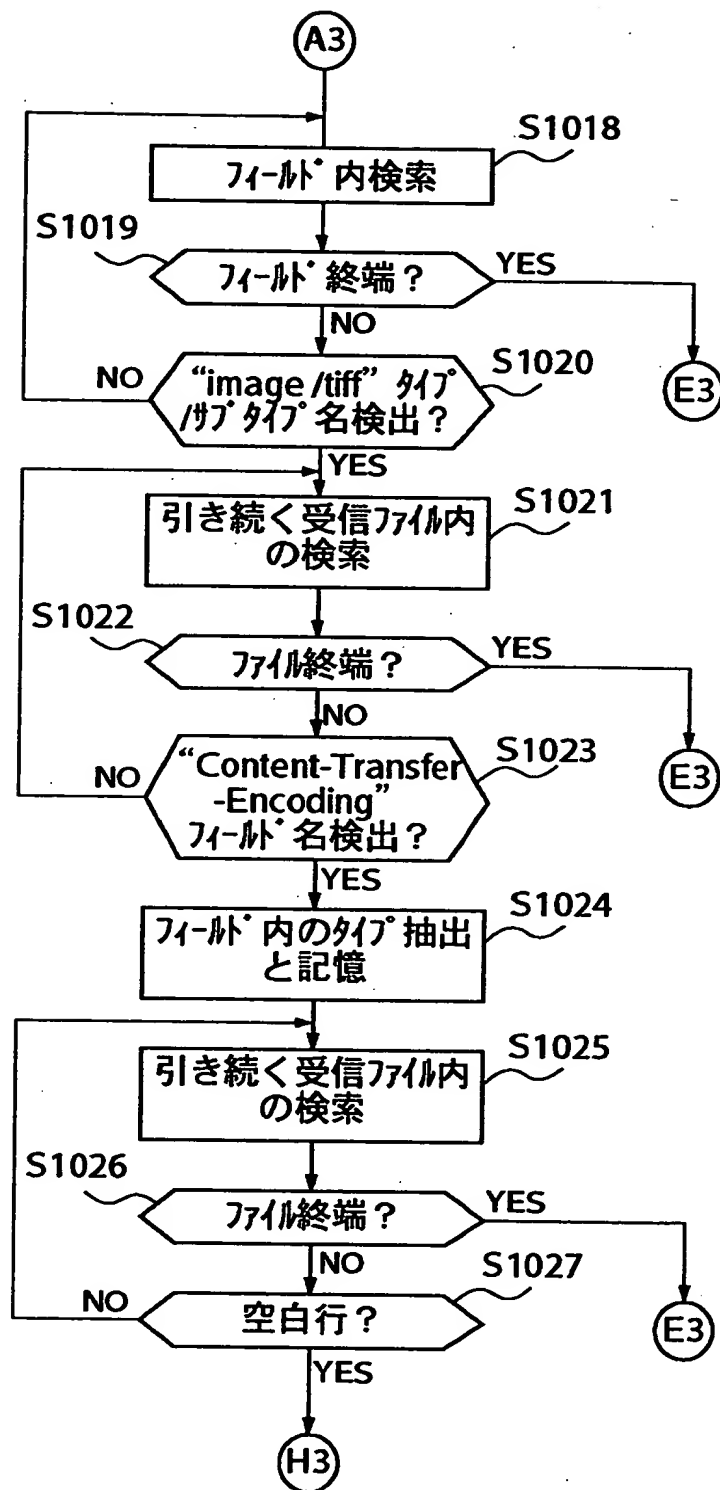 A3
S1018
フィールド内検索
S1019
フィールド終端？
YES
NO
E3
S1020
NO
“image/tiff”タイプ
/サブタイプ名検出？
YES
S1021
引き続く受信ファイル内
の検索
S1022
ファイル終端？
YES
NO
E3
S1023
NO
“Content-Transfer
-Encoding”
フィールド名検出？
YES
S1024
フィールド内のタイプ抽出
と記憶
S1025
引き続く受信ファイル内
の検索
S1026
ファイル終端？
YES
NO
E3
S1027
NO
空白行？
YES
H3